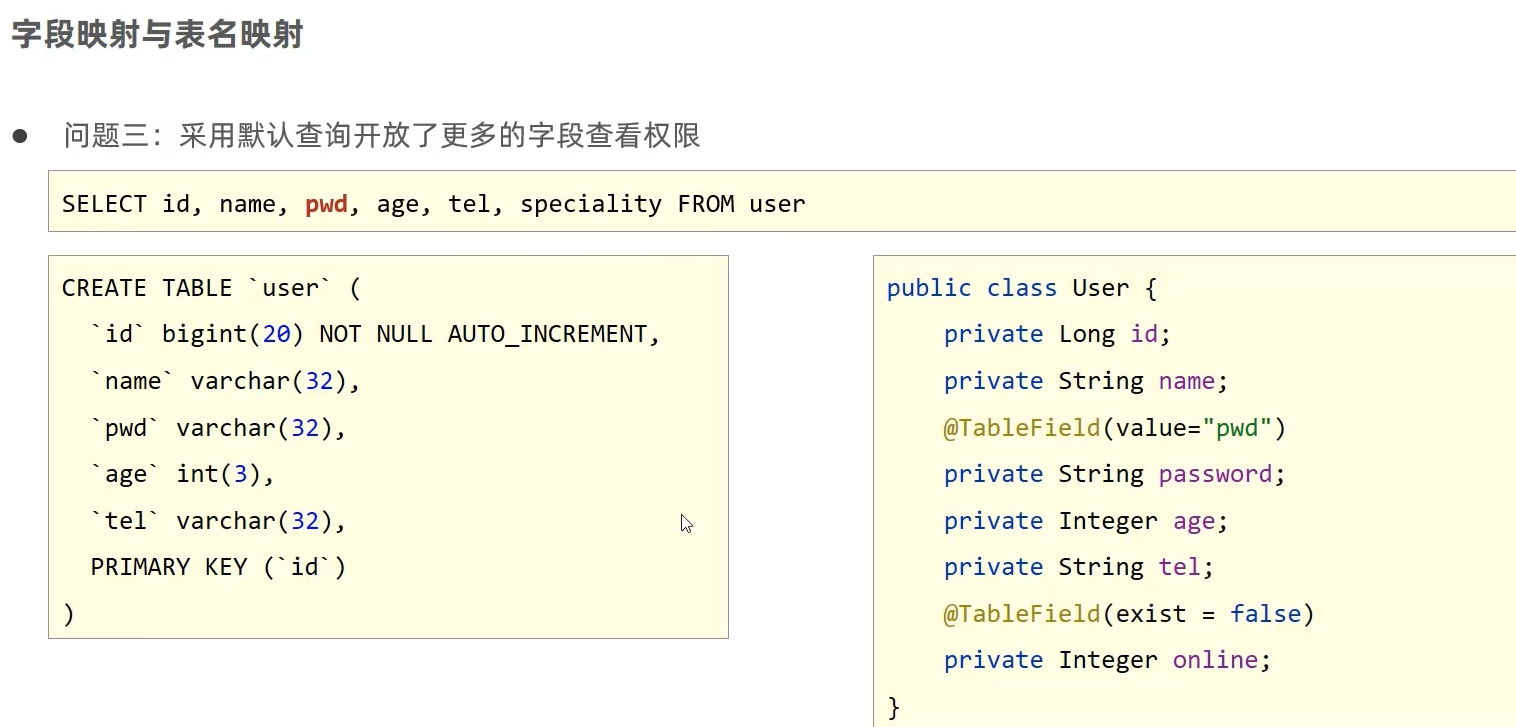 字段映射与表名映射
● 问题三：采用默认查询开放了更多的字段查看权限
SELECT id, name, pwd, age, tel, speciality FROM user
CREATE TABLE `user` (
`id` bigint(20) NOT NULL AUTO_INCREMENT,
`name` varchar(32),
`pwd` varchar(32),
`age` int(3),
`tel` varchar(32),
PRIMARY KEY (`id`)
)
public class User {
private Long id;
private String name;
@TableField(value="pwd")
private String password;
private Integer age;
private String tel;
@TableField(exist = false)
private Integer online;
}